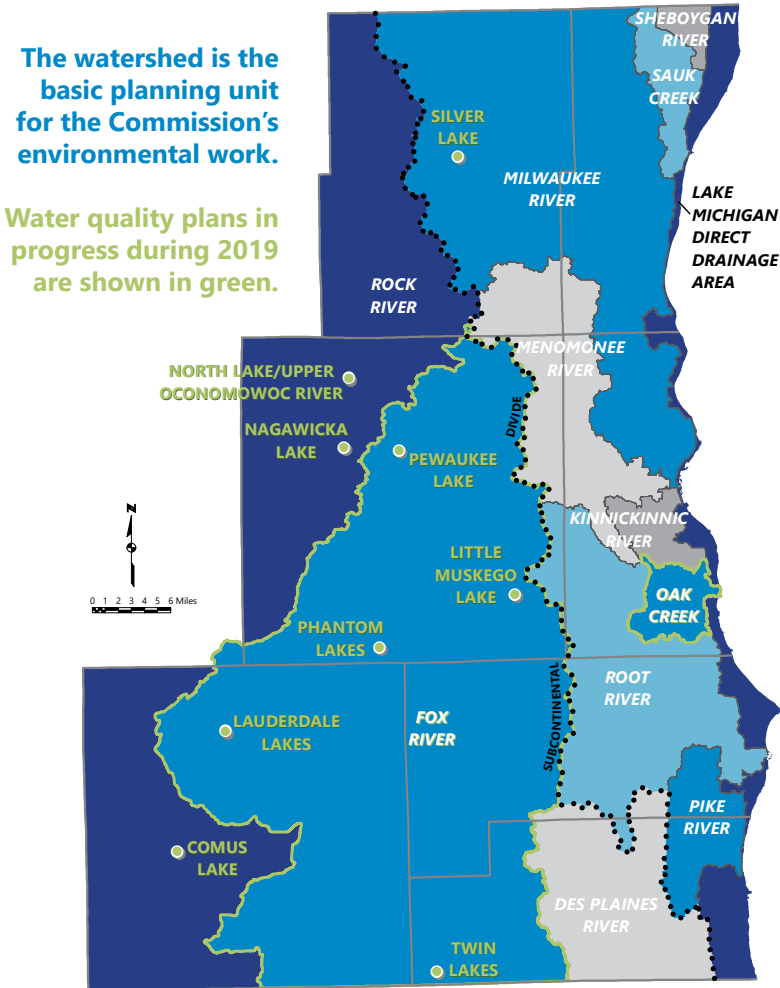 The watershed is the
basic planning unit
for the Commission's
environmental work.
Water quality plans in
progress during 2019
are shown in green.
SHEBOYGAN
RIVER
SAUK
CREEK
SILVER
LAKE
MILWAUKEE
RIVER
LAKE
MICHIGAN
DIRECT
DRAINAGE
AREA
ROCK
RIVER
MENOMONEE
RIVER
NORTH LAKE/UPPER
OCONOMOWOC RIVER
DIVIDE
NAGAWICKA
LAKE
PEWAUKEE
LAKE
KINNICKINNIC
RIVER
N
LITTLE
MUSKEGO
LAKE
OAK
CREEK
0 1 2 3 4 5 6 Miles
PHANTOM
LAKES
SUBCONTINENTAL
ROOT
RIVER
LAUDERDALE
LAKES
FOX
RIVER
PIKE
RIVER
COMUS
LAKE
DES PLAINES
RIVER
TWIN
LAKES